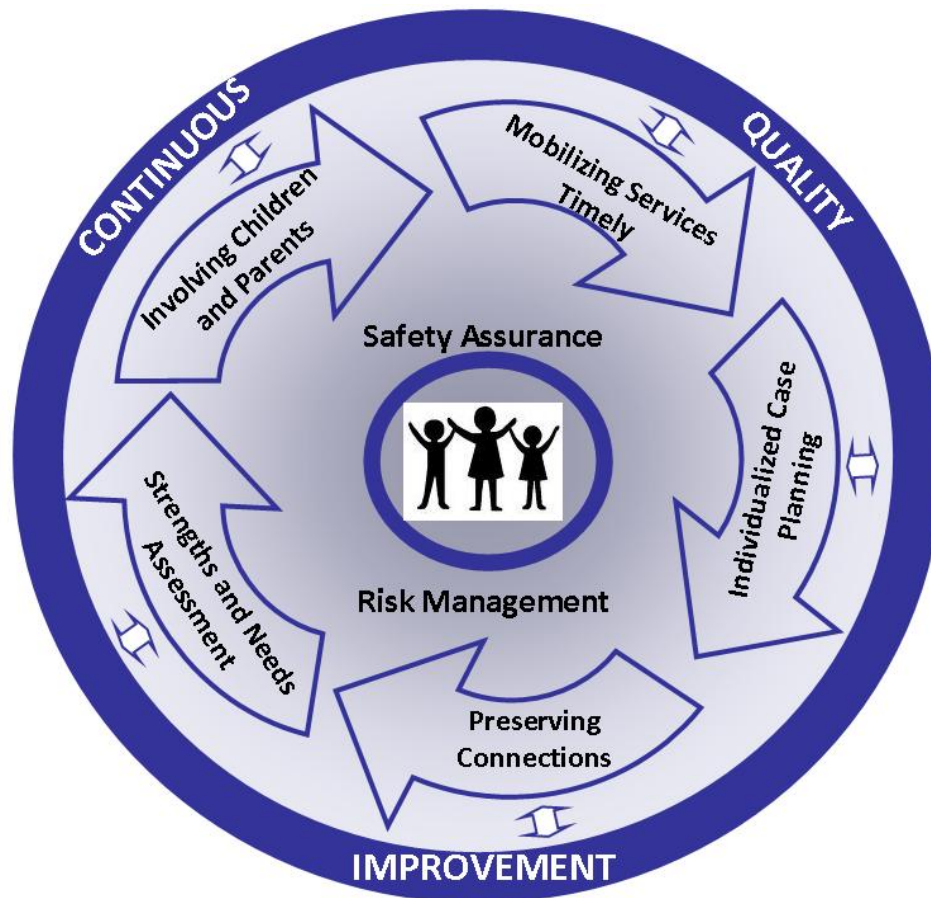 CONTINUOUS
QUALITY
IMPROVEMENT
Involving Children
and Parents
Mobilizing Services
Timely
Individualized Case
Planning
Preserving
Connections
Strengths and Needs
Assessment
Safety Assurance
Risk Management